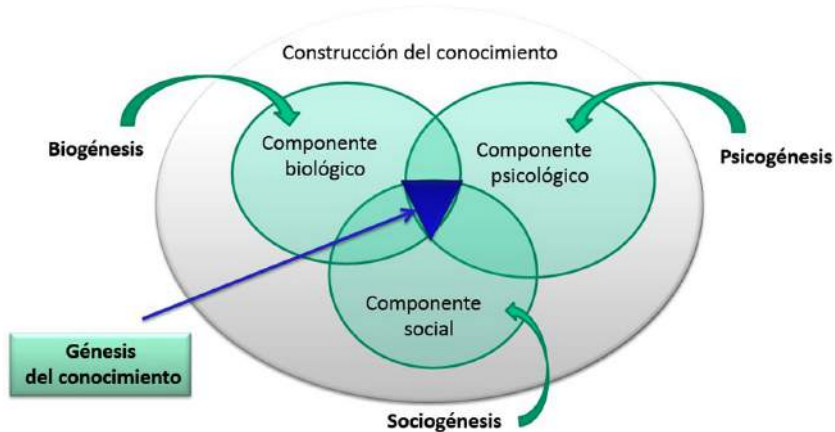 Construcción del conocimiento
Biogénesis
Componente
biológico
Componente
psicológico
Psicogénesis
Componente
social
Génesis
del conocimiento
Sociogénesis